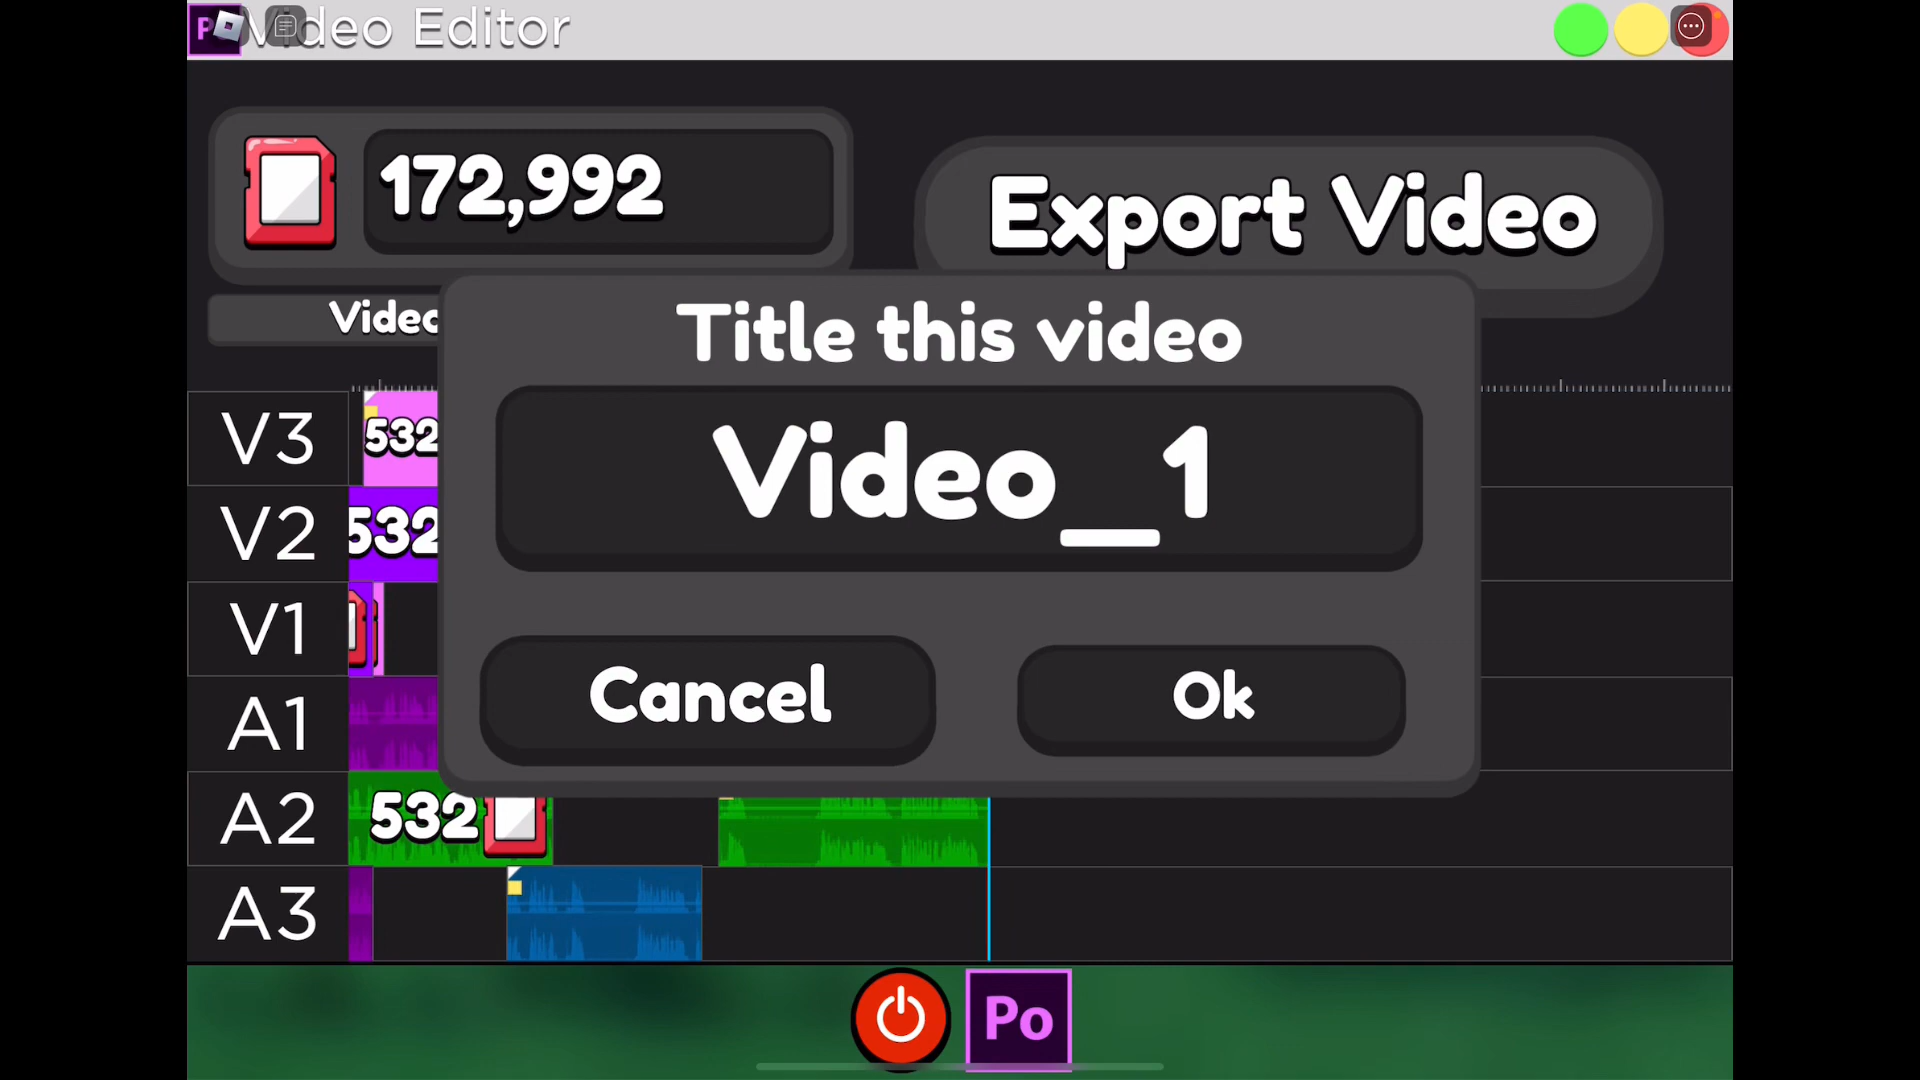 Video Editor
172,992
Export Video
Video
Title this video
Video_1
Cancel
Ok
V3
532
V2
532
V1
A1
A2
532
A3
Po